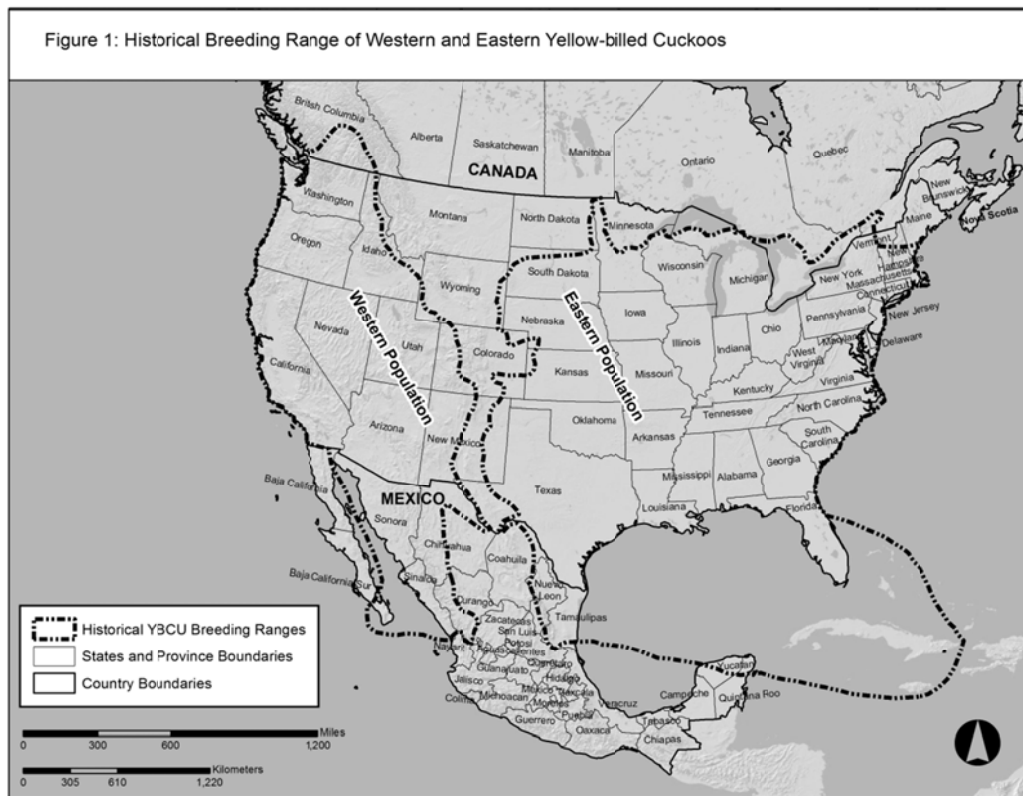 Figure 1: Historical Breeding Range of Western and Eastern Yellow-billed Cuckoos
British Columbia
Alberta
Saskatchewan
Manitoba
Ontario
Quebec
CANADA
New
Brunswick
Nova Scotia
Maine
Washington
Montana
North Dakota
Minnesota
Vermont
New
Hampshire
Oregon
Idaho
Wyoming
South Dakota
Wisconsin
Michigan
New York
Massachusetts
Connecticut
Nebraska
Iowa
Pennsylvania
New Jersey
Nevada
Utah
Colorado
Illinois
Indiana
Ohio
Maryland
Delaware
West
Virginia
Virginia
California
Kansas
Missouri
Kentucky
Western Population
Eastern Population
Arizona
New Mexico
Oklahoma
Arkansas
Tennessee
North Carolina
South
Carolina
Mississippi
Alabama
Georgia
Texas
Louisiana
Florida
Baja California
MEXICO
Sonora
Chihuahua
Coahuila
Baja California Sur
Sinaloa
Durango
Nuevo
Leon
Tamaulipas
Zacatecas
San Luis
Potosi
Nayarit
Aguascalientes
Guanajuato
Queretaro
Hidalgo
Jalisco
Colima
Michoacan
Mexico
Tlaxcala
Morelos
Puebla
Veracruz
Guerrero
Oaxaca
Tabasco
Chiapas
Campeche
Yucatan
Quintana Roo
Historical YBCU Breeding Ranges
States and Province Boundaries
Country Boundaries
Miles
0 300 600 1,200
Kilometers
0 305 610 1,220